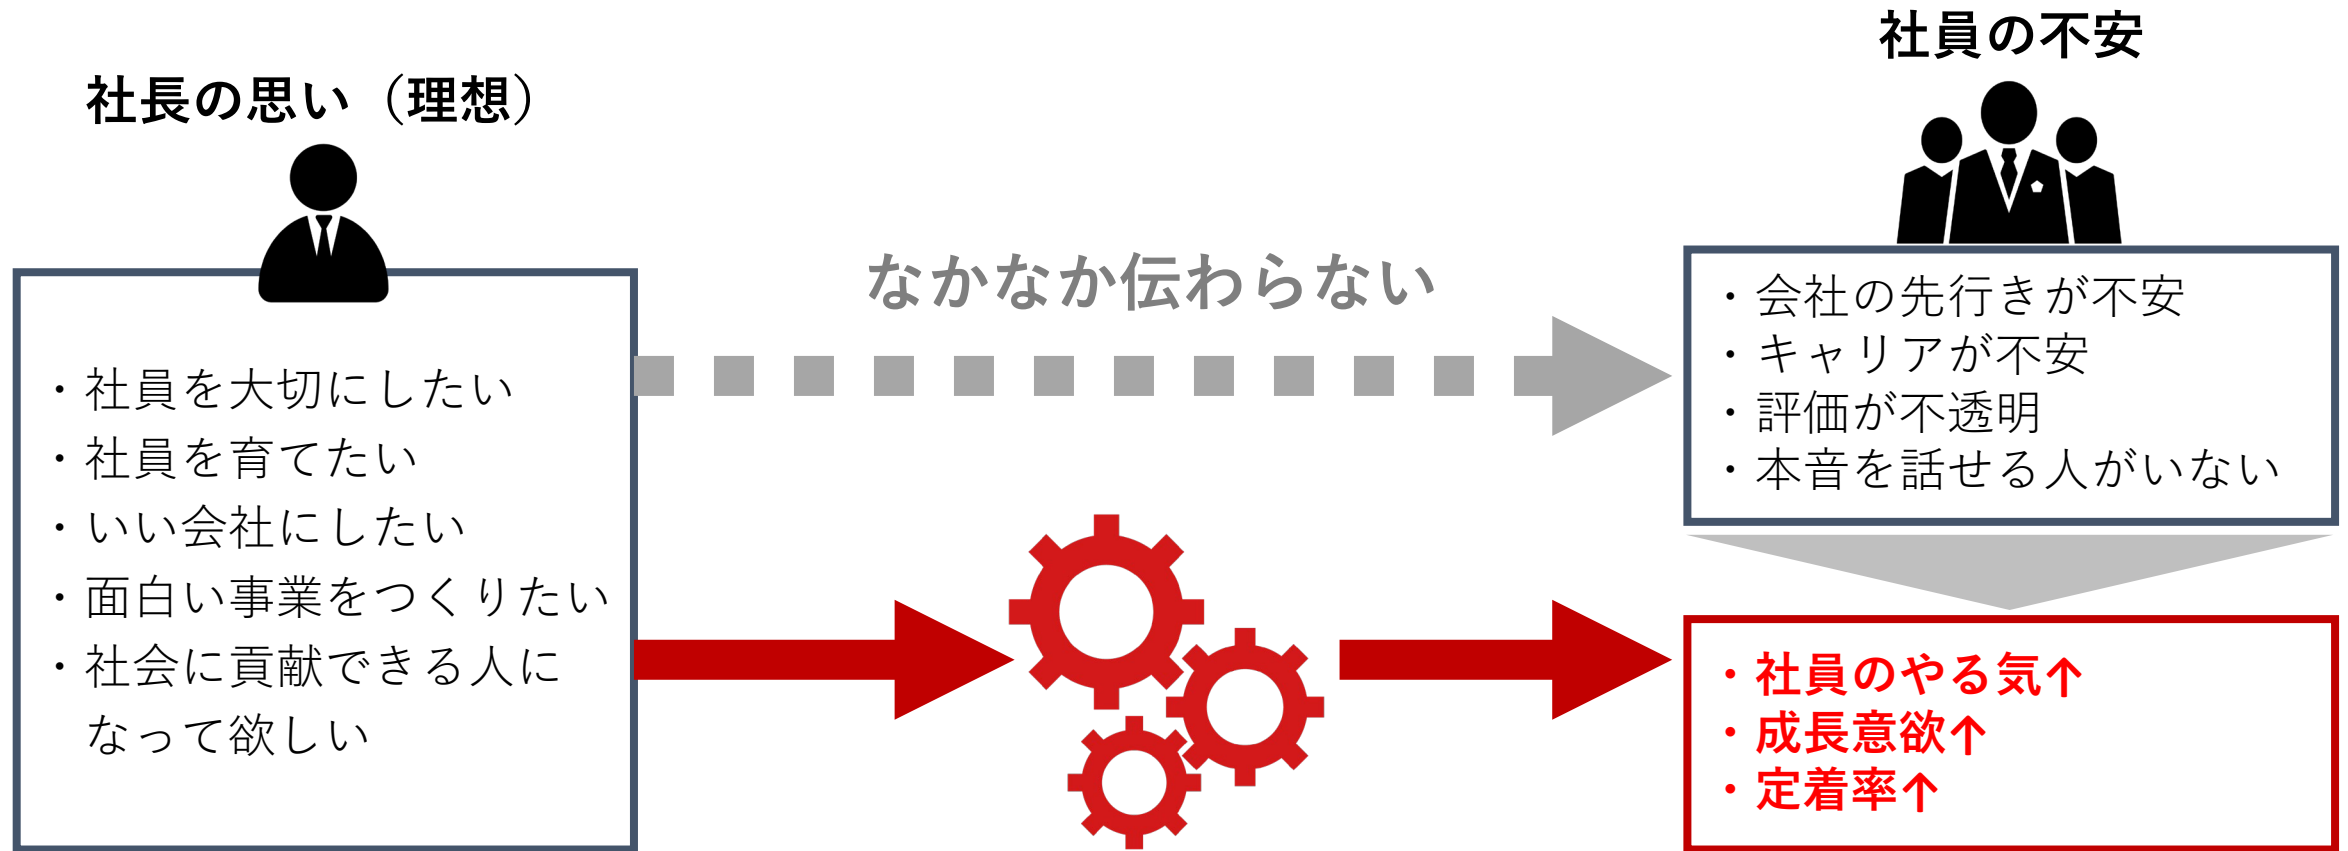 社長の思い（理想）
・社員を大切にしたい
・社員を育てたい
・いい会社にしたい
・面白い事業をつくりたい
・社会に貢献できる人に
なって欲しい
なかなか伝わらない
社員の不安
・会社の先行きが不安
・キャリアが不安
・評価が不透明
・本音を話せる人がいない
・社員のやる気↑
・成長意欲↑
・定着率↑